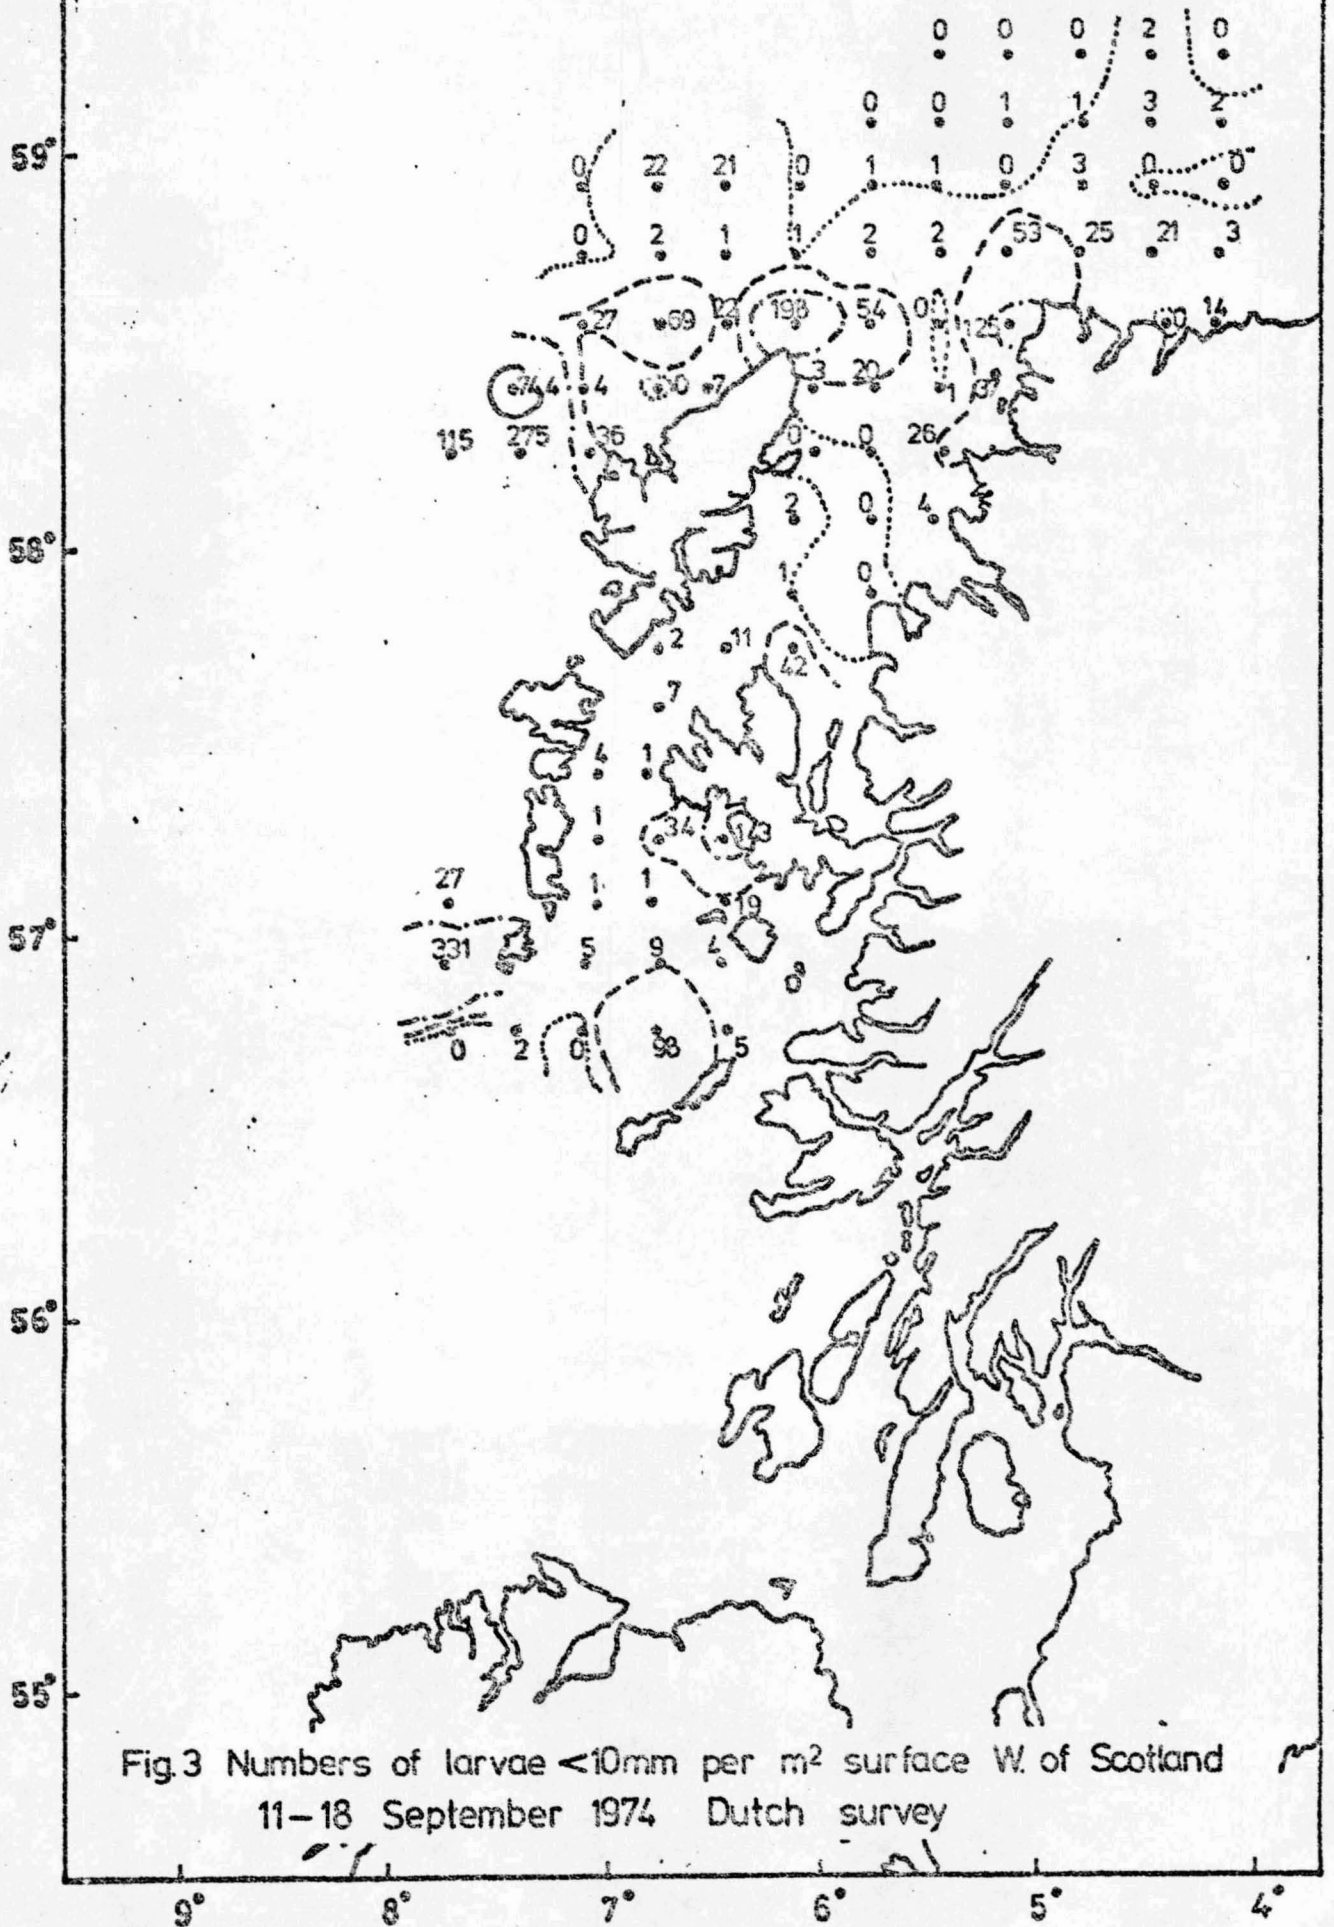 0 0 0 2 0
0 0 1 1 3 2
59°
0 22 21 0 1 1 0 3 0 0
0 2 1 1 2 2 53 25 21 3
27 69 193 54 0 14
744 4 0 7 3 20 1 37
115 275 36 0 0 26
2 0 4
58°
1 0
2 11 42
7
4 1
1 34
27 1 1 19
57°
331 5 9 4
0 2 0 98 5
56°
55°
Fig.3 Numbers of larvae <10mm per m² surface W. of Scotland
11–18 September 1974 Dutch survey
9° 8° 7° 6° 5° 4°